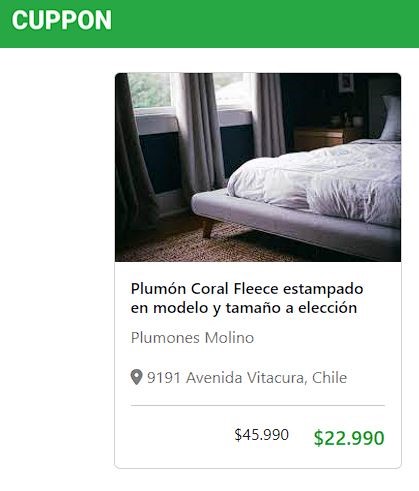 CUPPON
Plumón Coral Fleece estampado
en modelo y tamaño a elección
Plumones Molino
9191 Avenida Vitacura, Chile
$45.990 $22.990